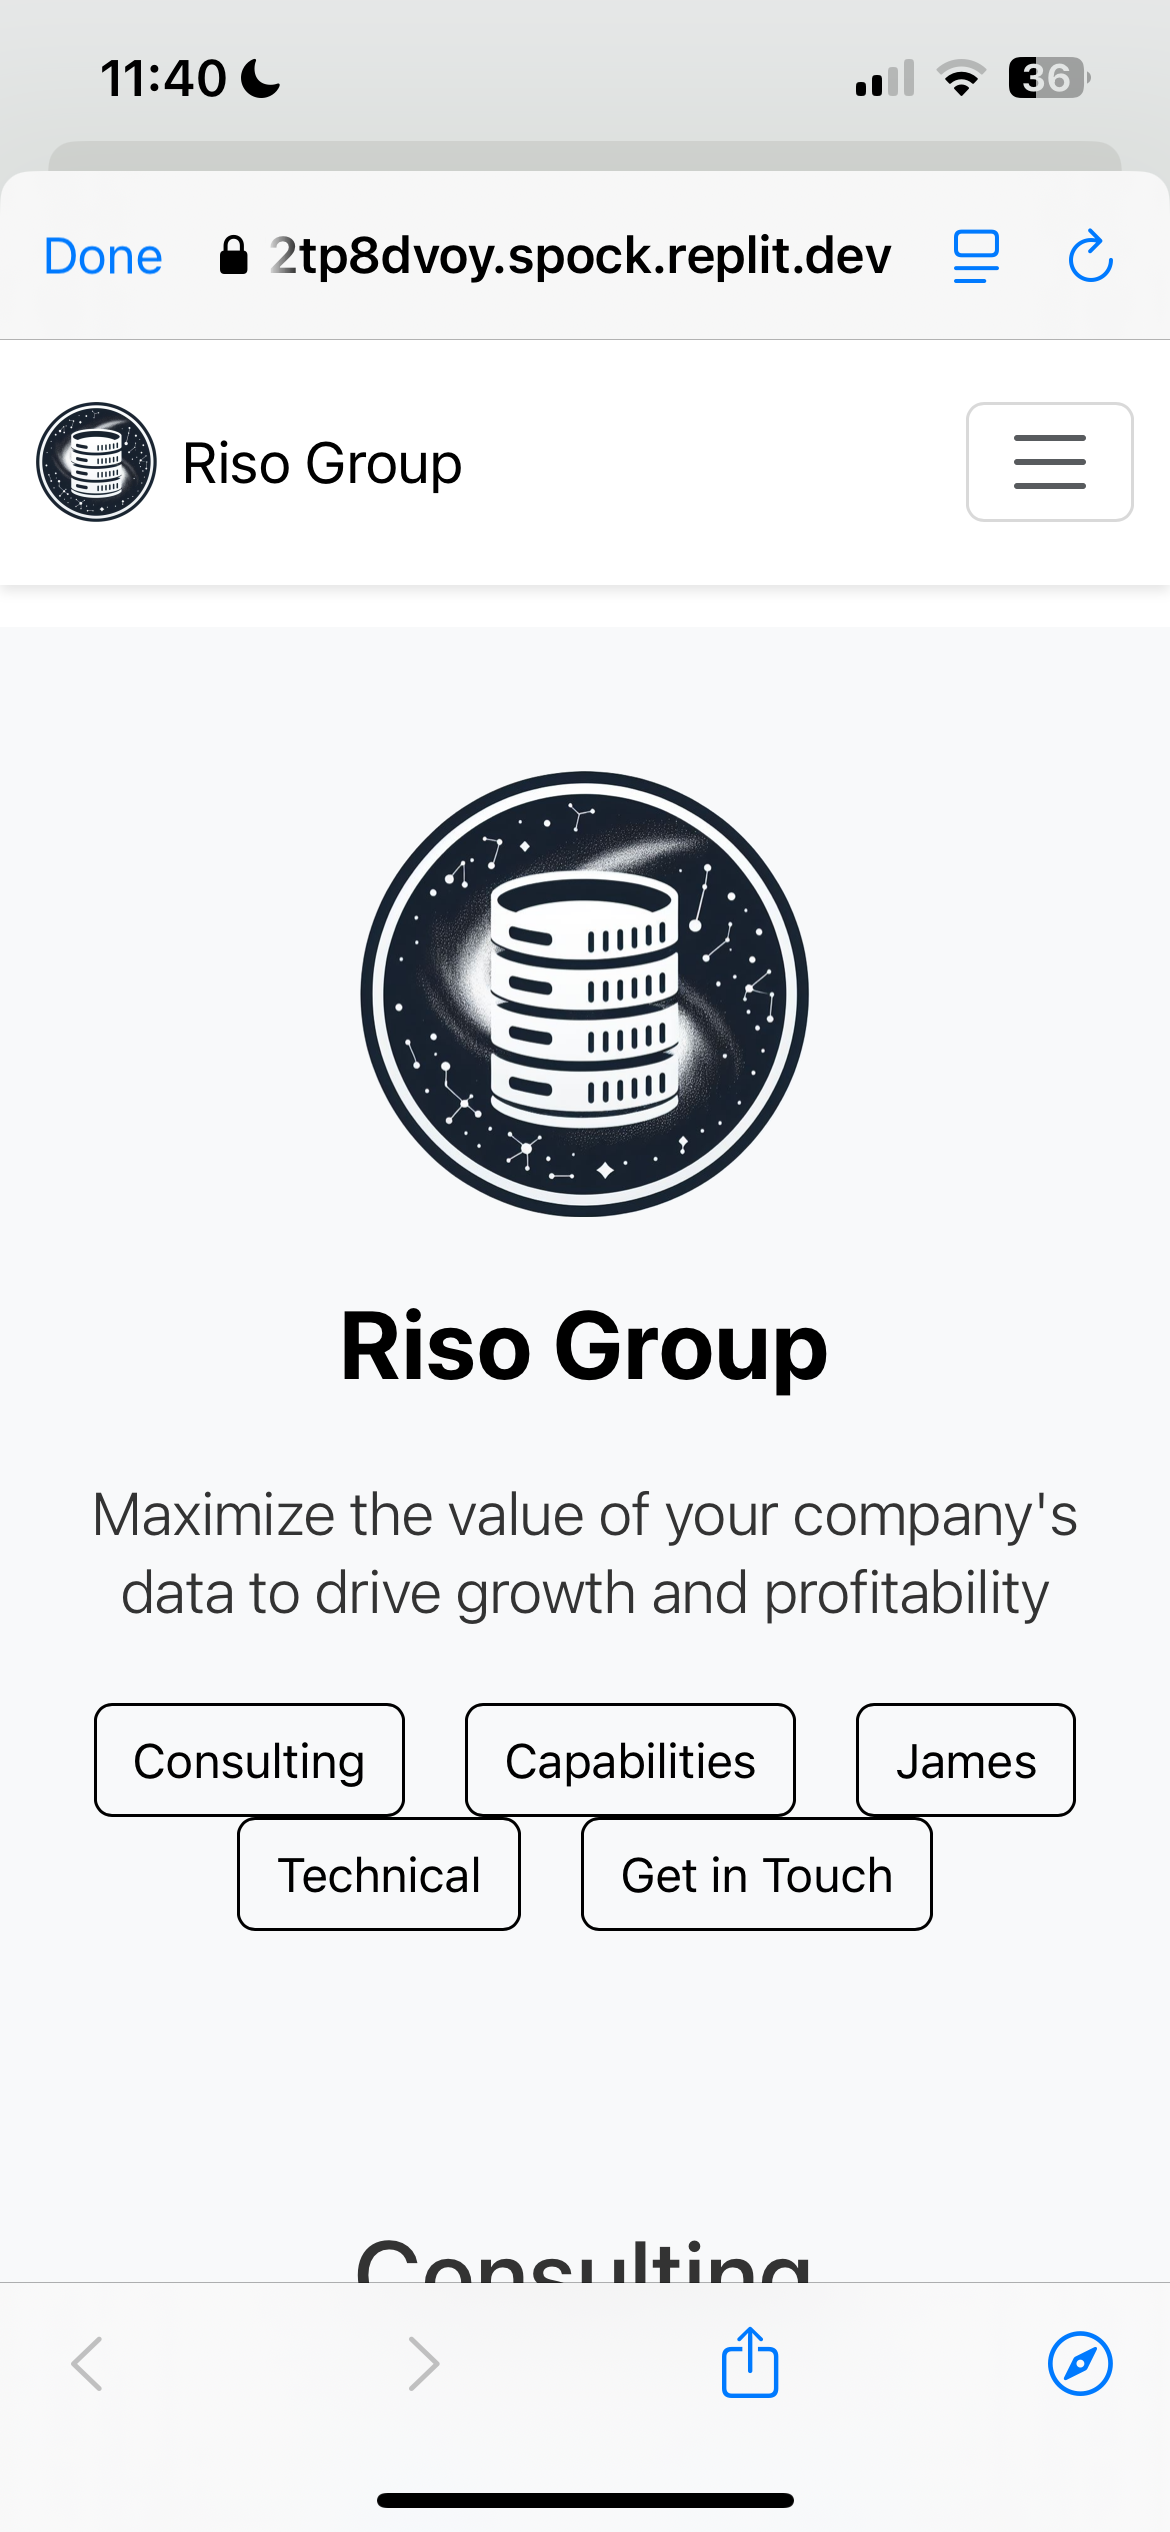 11:40
36
Done
2tp8dvoy.spock.replit.dev
Riso Group
Riso Group
Maximize the value of your company's
data to drive growth and profitability
Consulting Capabilities James
Technical Get in Touch
Consulting